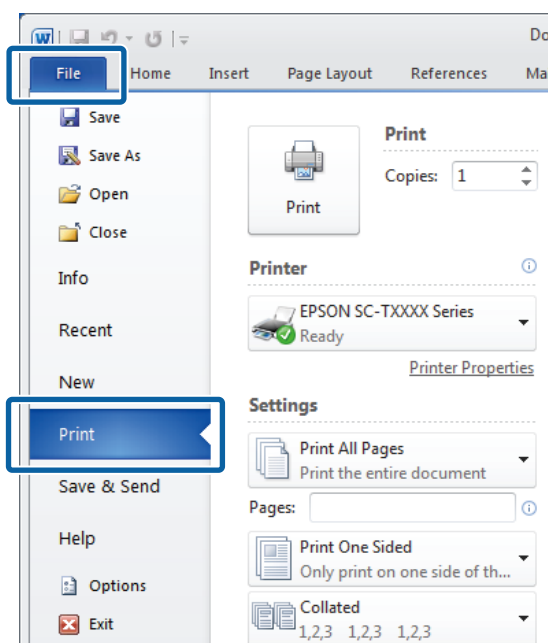 W
Do
File Home Insert Page Layout References Ma
Save
Save As
Open
Close
Info
Recent
New
Print
Save & Send
Help
Options
Exit
Print
Print
Copies: 1
Printer
EPSON SC-TXXXX Series
Ready
Printer Properties
Settings
Print All Pages
Print the entire document
Pages:
Print One Sided
Only print on one side of th...
Collated
1,2,3 1,2,3 1,2,3